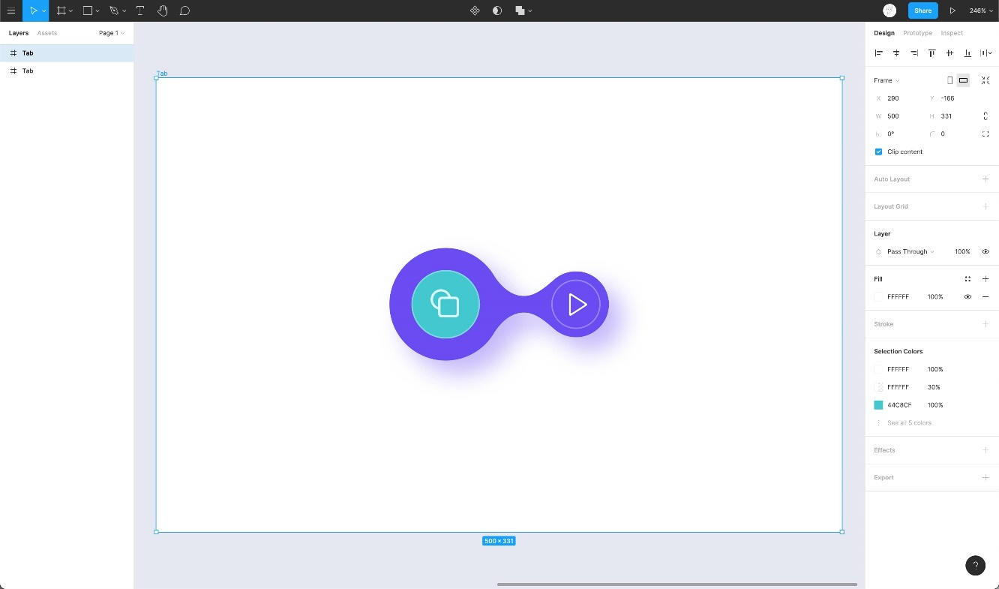 Share
246%
Layers Assets Page 1
Tab
Tab
Tab
500 × 331
Design Prototype Inspect
Frame
X 290 Y -166
W 500 H 331
0° 0
Clip content
Auto Layout
Layout Grid
Layer
Pass Through 100%
Fill
FFFFFF 100%
Stroke
Selection Colors
FFFFFF 100%
FFFFFF 30%
44C8CF 100%
See all 5 colors
Effects
Export
?